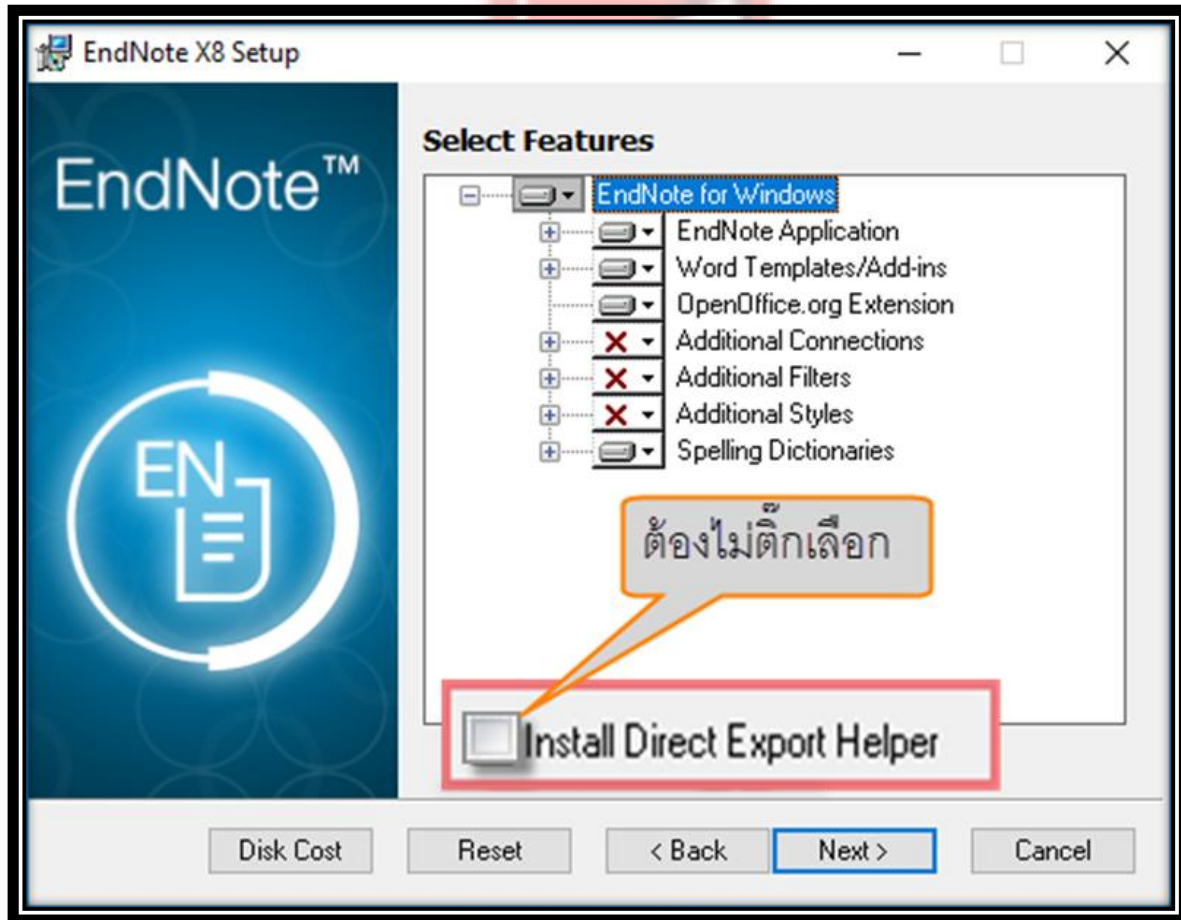 EndNote X8 Setup
EndNote™
EN
Select Features
EndNote for Windows
EndNote Application
Word Templates/Add-ins
OpenOffice.org Extension
Additional Connections
Additional Filters
Additional Styles
Spelling Dictionaries
ต้องไม่ติ๊กเลือก
Install Direct Export Helper
Disk Cost
Reset
< Back
Next >
Cancel